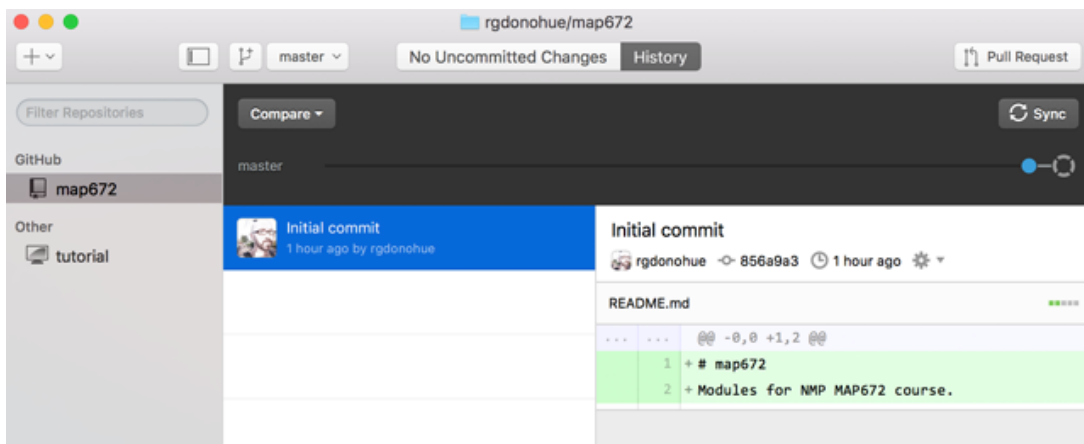 rgdonohue/map672
master
No Uncommitted Changes
History
Pull Request
Filter Repositories
Compare
Sync
GitHub
master
map672
Other
tutorial
Initial commit
1 hour ago by rgdonohue
Initial commit
rgdonohue 856a9a3 1 hour ago
README.md
... ... @@ -0,0 +1,2 @@
1 + # map672
2 + Modules for NMP MAP672 course.